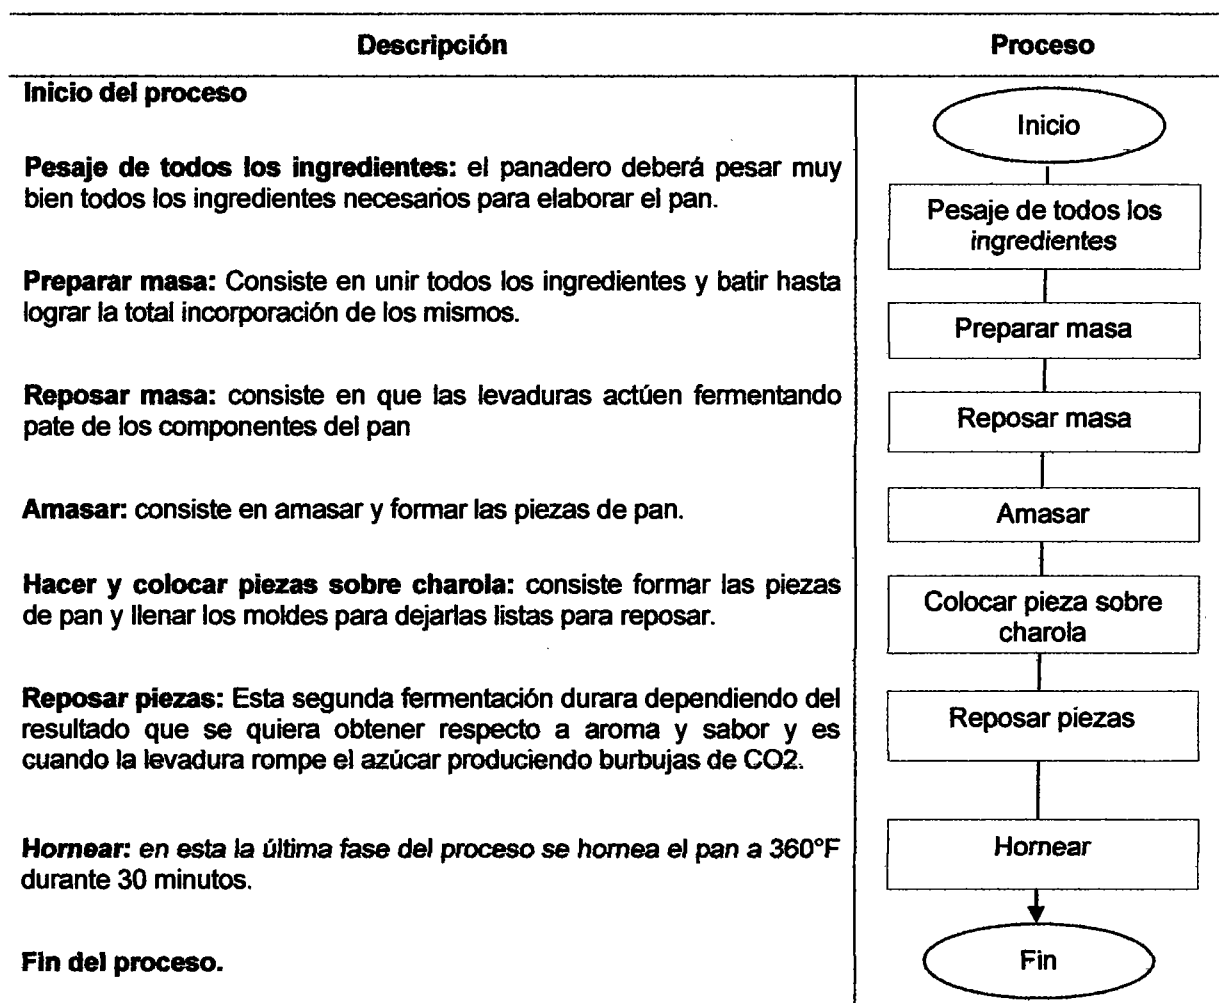 Descripción
Proceso
Inicio del proceso
Pesaje de todos los ingredientes: el panadero deberá pesar muy
bien todos los ingredientes necesarios para elaborar el pan.
Preparar masa: Consiste en unir todos los ingredientes y batir hasta
lograr la total incorporación de los mismos.
Reposar masa: consiste en que las levaduras actúen fermentando
pate de los componentes del pan
Amasar: consiste en amasar y formar las piezas de pan.
Hacer y colocar piezas sobre charola: consiste formar las piezas
de pan y llenar los moldes para dejarlas listas para reposar.
Reposar piezas: Esta segunda fermentación durara dependiendo del
resultado que se quiera obtener respecto a aroma y sabor y es
cuando la levadura rompe el azúcar produciendo burbujas de CO2.
Hornear: en esta la última fase del proceso se hornea el pan a 360°F
durante 30 minutos.
Fin del proceso.
Inicio
Pesaje de todos los
ingredientes
Preparar masa
Reposar masa
Amasar
Colocar pieza sobre
charola
Reposar piezas
Hornear
Fin